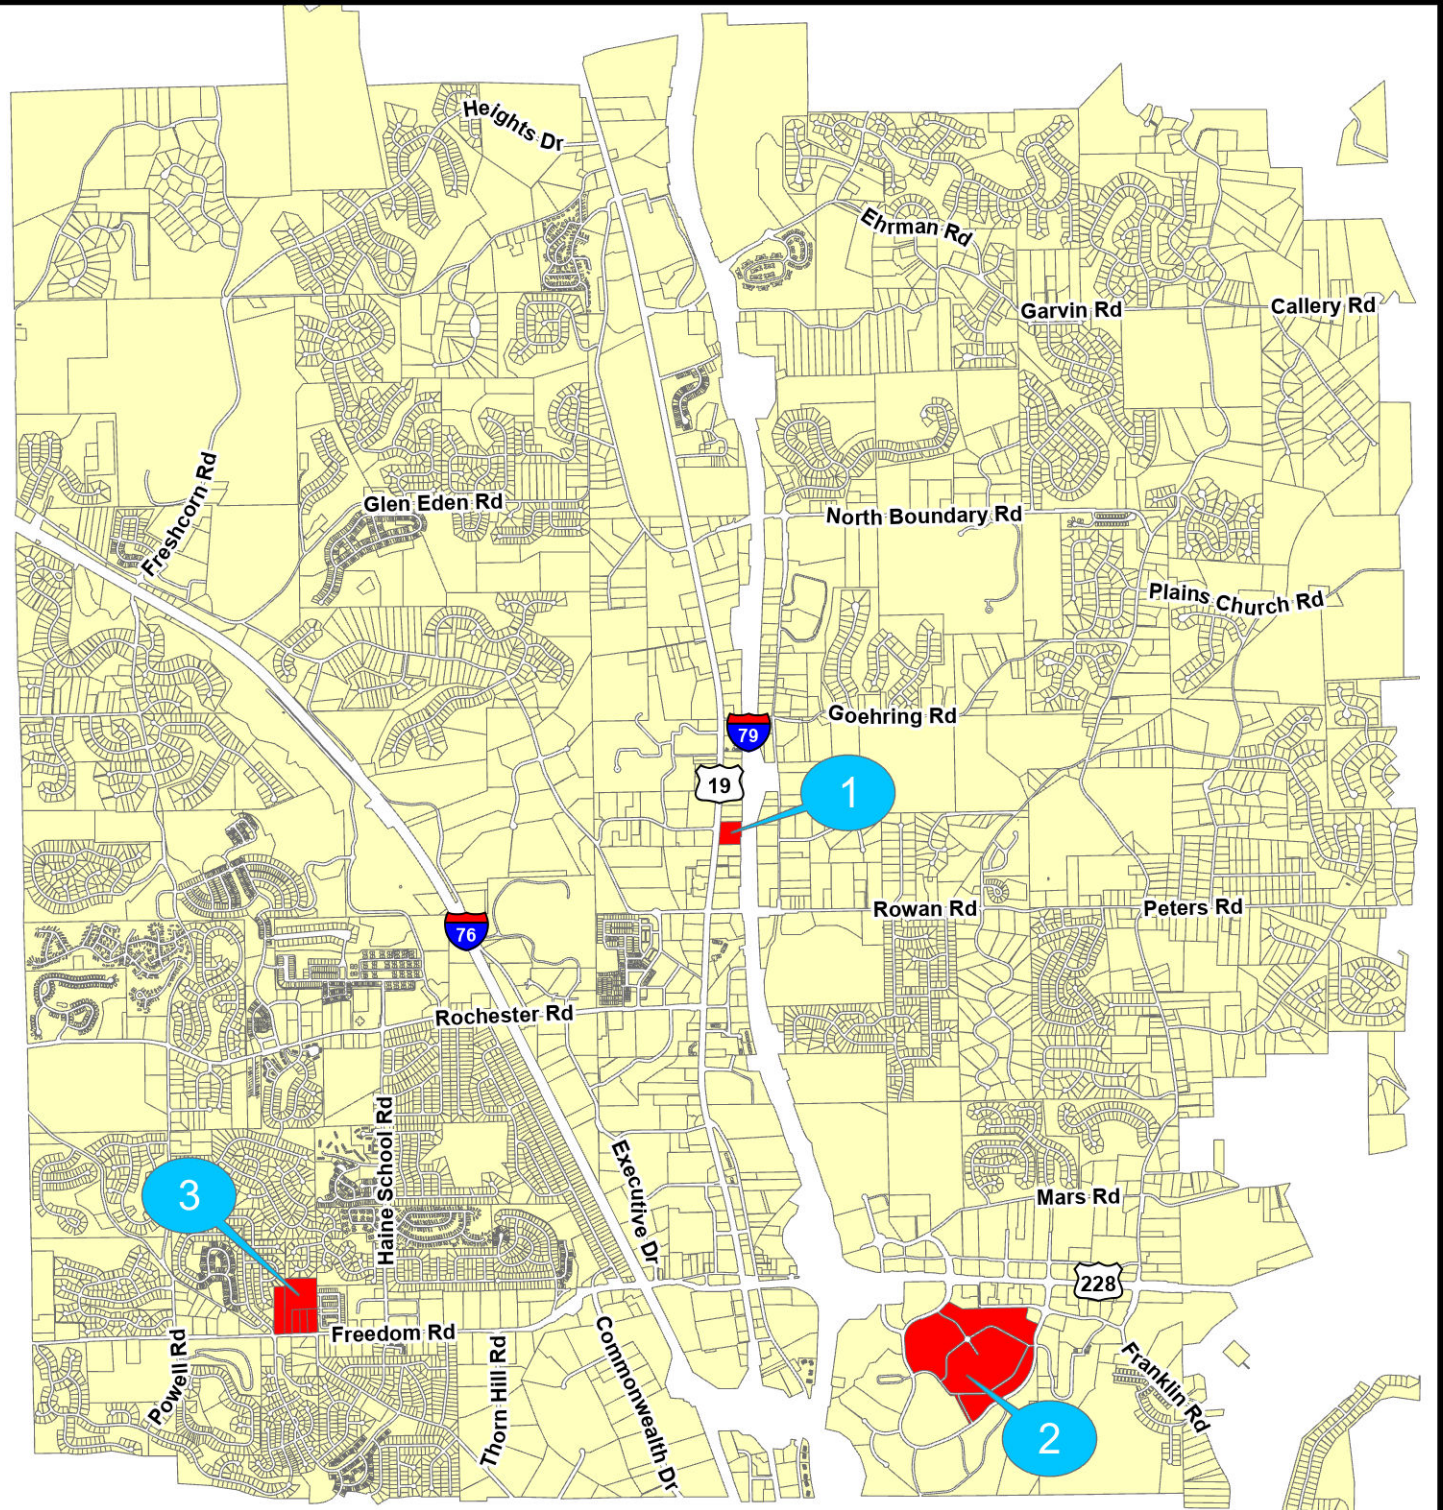 Heights Dr
Ehrman Rd
Garvin Rd
Callery Rd
Freshcorn Rd
Glen Eden Rd
North Boundary Rd
Plains Church Rd
Goehring Rd
79
19
1
Rowan Rd
Peters Rd
76
Rochester Rd
Haine School Rd
Executive Dr
3
Mars Rd
228
Freedom Rd
Powell Rd
Thorn Hill Rd
Commonwealth Dr
Franklin Rd
2